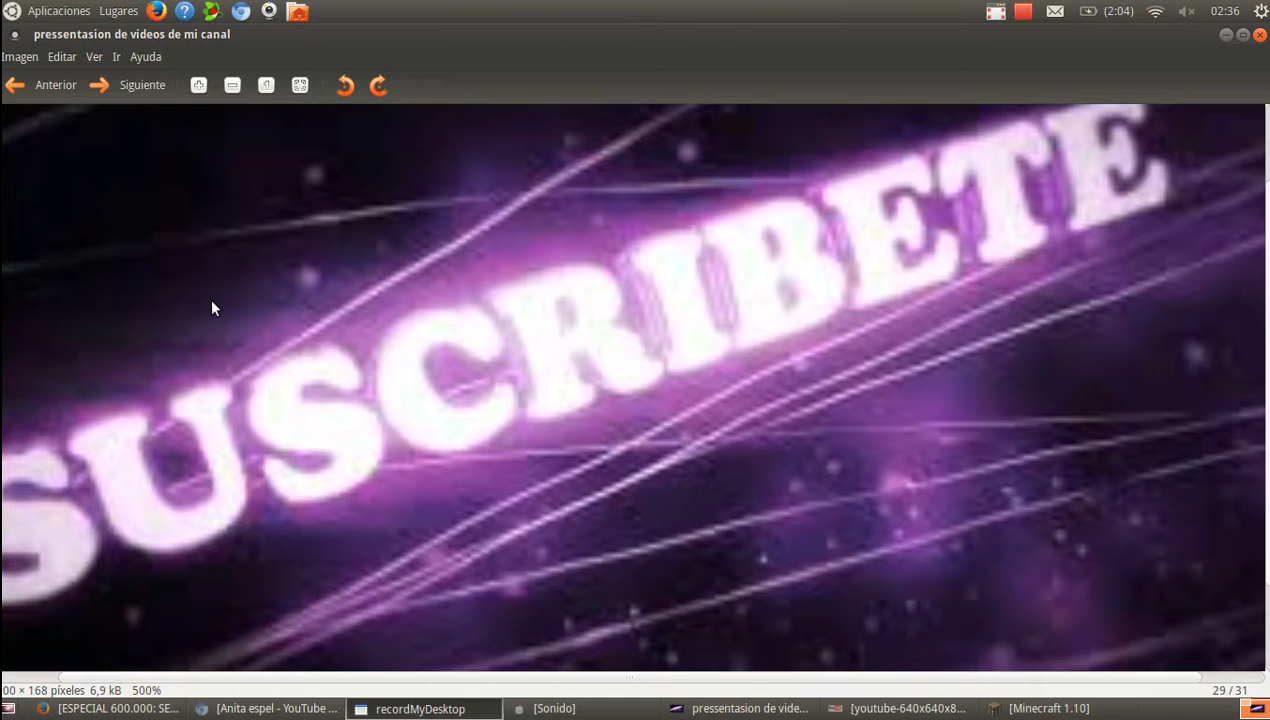 Aplicaciones Lugares (2:04) 02:36
pressentasion de videos de mi canal
Imagen Editar Ver Ir Ayuda
Anterior Siguiente
SUSCRIBETE
00 × 168 píxeles 6,9 kB 500% 29 / 31
[ESPECIAL 600.000: SE... [Anita espel - YouTube ... recordMyDesktop [Sonido] pressentasion de vide... [youtube-640x640x8... [Minecraft 1.10]